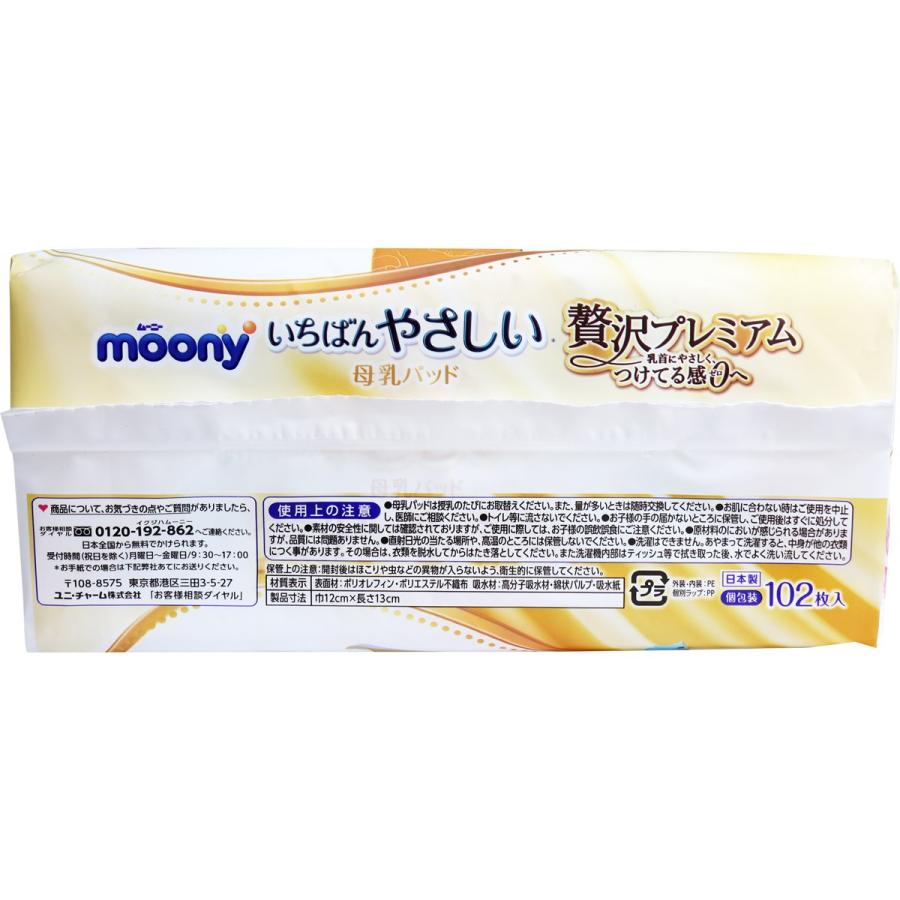 ムーニー
moony
いちばんやさしい
母乳パッド
贅沢プレミアム
乳首にやさしく、
つけてる感ゼロ0へ
母乳パッド
商品について、お気づきの点やご質問がありましたら、
お客様相談
ダイヤル 0120-192-862へご連絡ください。
イクジハムーニー
日本全国から無料でかけられます。
受付時間(祝日を除く)月曜日〜金曜日/9:30〜17:00
*お手紙での場合は下記弊社あてにお送りください。
〒108-8575 東京都港区三田3-5-27
ユニ・チャーム株式会社 「お客様相談ダイヤル」
使用上の注意
●母乳パッドは授乳のたびにお取替えください。また、量が多いときは随時交換してください。●お肌に合わない時はご使用を中止
し、医師にご相談ください。●トイレ等に流さないでください。●お子様の手の届かないところに保管し、ご使用後はすぐに処分して
ください。●素材の安全性に関しては確認されておりますが、ご使用に際しては、お子様の誤飲誤食にご注意ください。●原材料のにおいが感じられる場合がありま
すが、品質には問題ありません。●直射日光の当たる場所や、高温のところには保管しないでください。●洗濯はできません。あやまって洗濯すると、中身が他の衣類
につく事があります。その場合は、衣類を脱水してからはたき落としてください。また洗濯機内部はティッシュ等で拭き取った後、水でよく洗い流してください。
保管上の注意:開封後はほこりや虫などの異物が入らないよう、衛生的に保管してください。
材質表示 表面材:ポリオレフィン・ポリエステル不織布 吸水材:高分子吸水材・綿状パルプ・吸水紙
製品寸法 巾12cm×長さ13cm
プラ
外装・内装:PE
個別ラップ:PP
日本製
個包装
102枚入